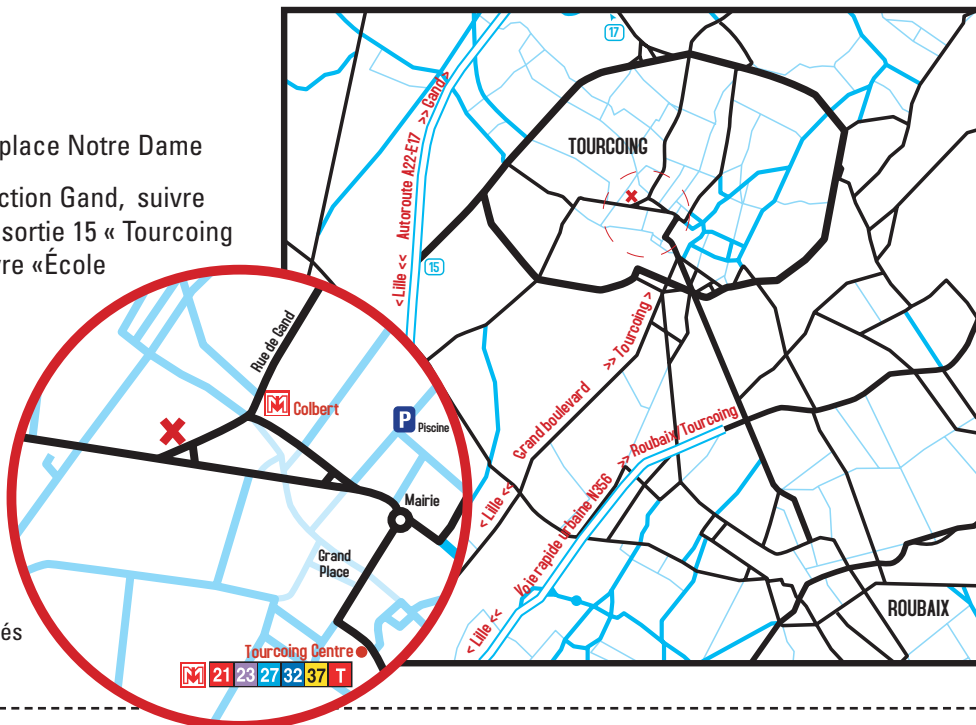 place Notre Dame
ction Gand, suivre
sortie 15 « Tourcoing
vre «École
és
17
TOURCOING
< Lille << Autoroute A22-E17 >> Gand >
15
< Lille << Grand boulevard >> Tourcoing >
< Lille << Voie rapide urbaine N356 >> Roubaix/Tourcoing
ROUBAIX
Rue de Gand
M Colbert
P Piscine
Mairie
Grand
Place
Tourcoing Centre
M 21 23 27 32 37 T